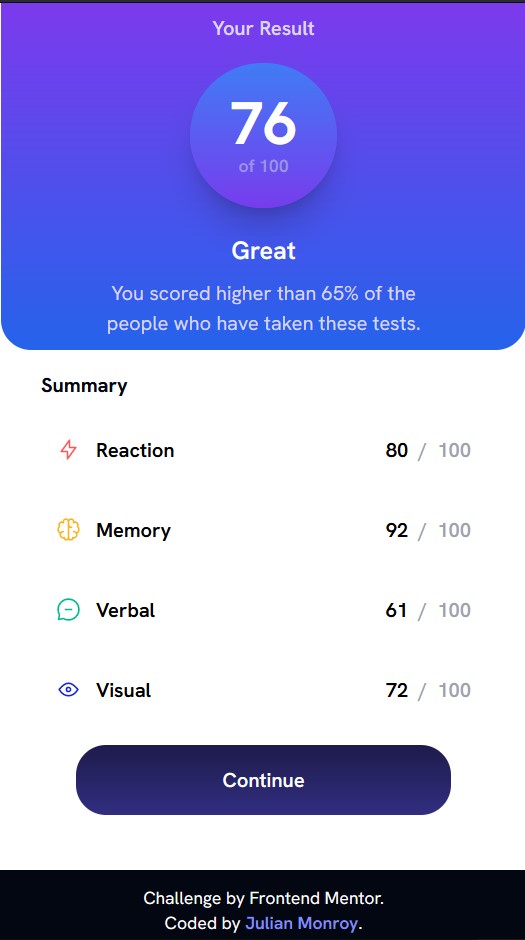 Your Result
76
of 100
Great
You scored higher than 65% of the
people who have taken these tests.
Summary
Reaction 80 / 100
Memory 92 / 100
Verbal 61 / 100
Visual 72 / 100
Continue
Challenge by Frontend Mentor.
Coded by Julian Monroy.